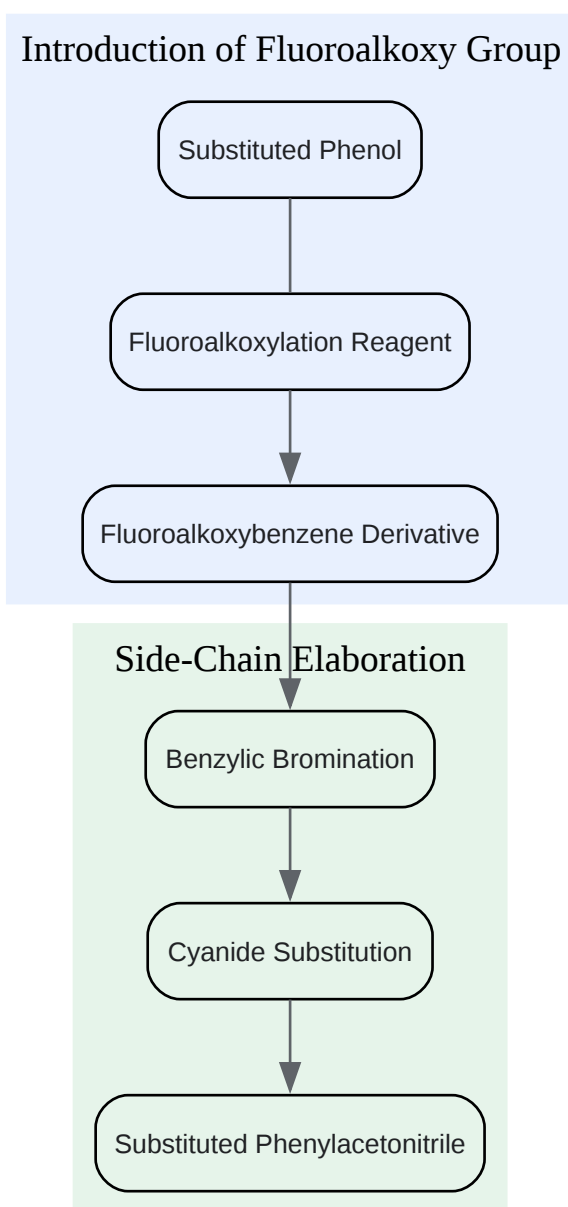 Introduction of Fluoroalkoxy Group
Substituted Phenol
Fluoroalkoxylation Reagent
Fluoroalkoxybenzene Derivative
Side-Chain Elaboration
Benzylic Bromination
Cyanide Substitution
Substituted Phenylacetonitrile